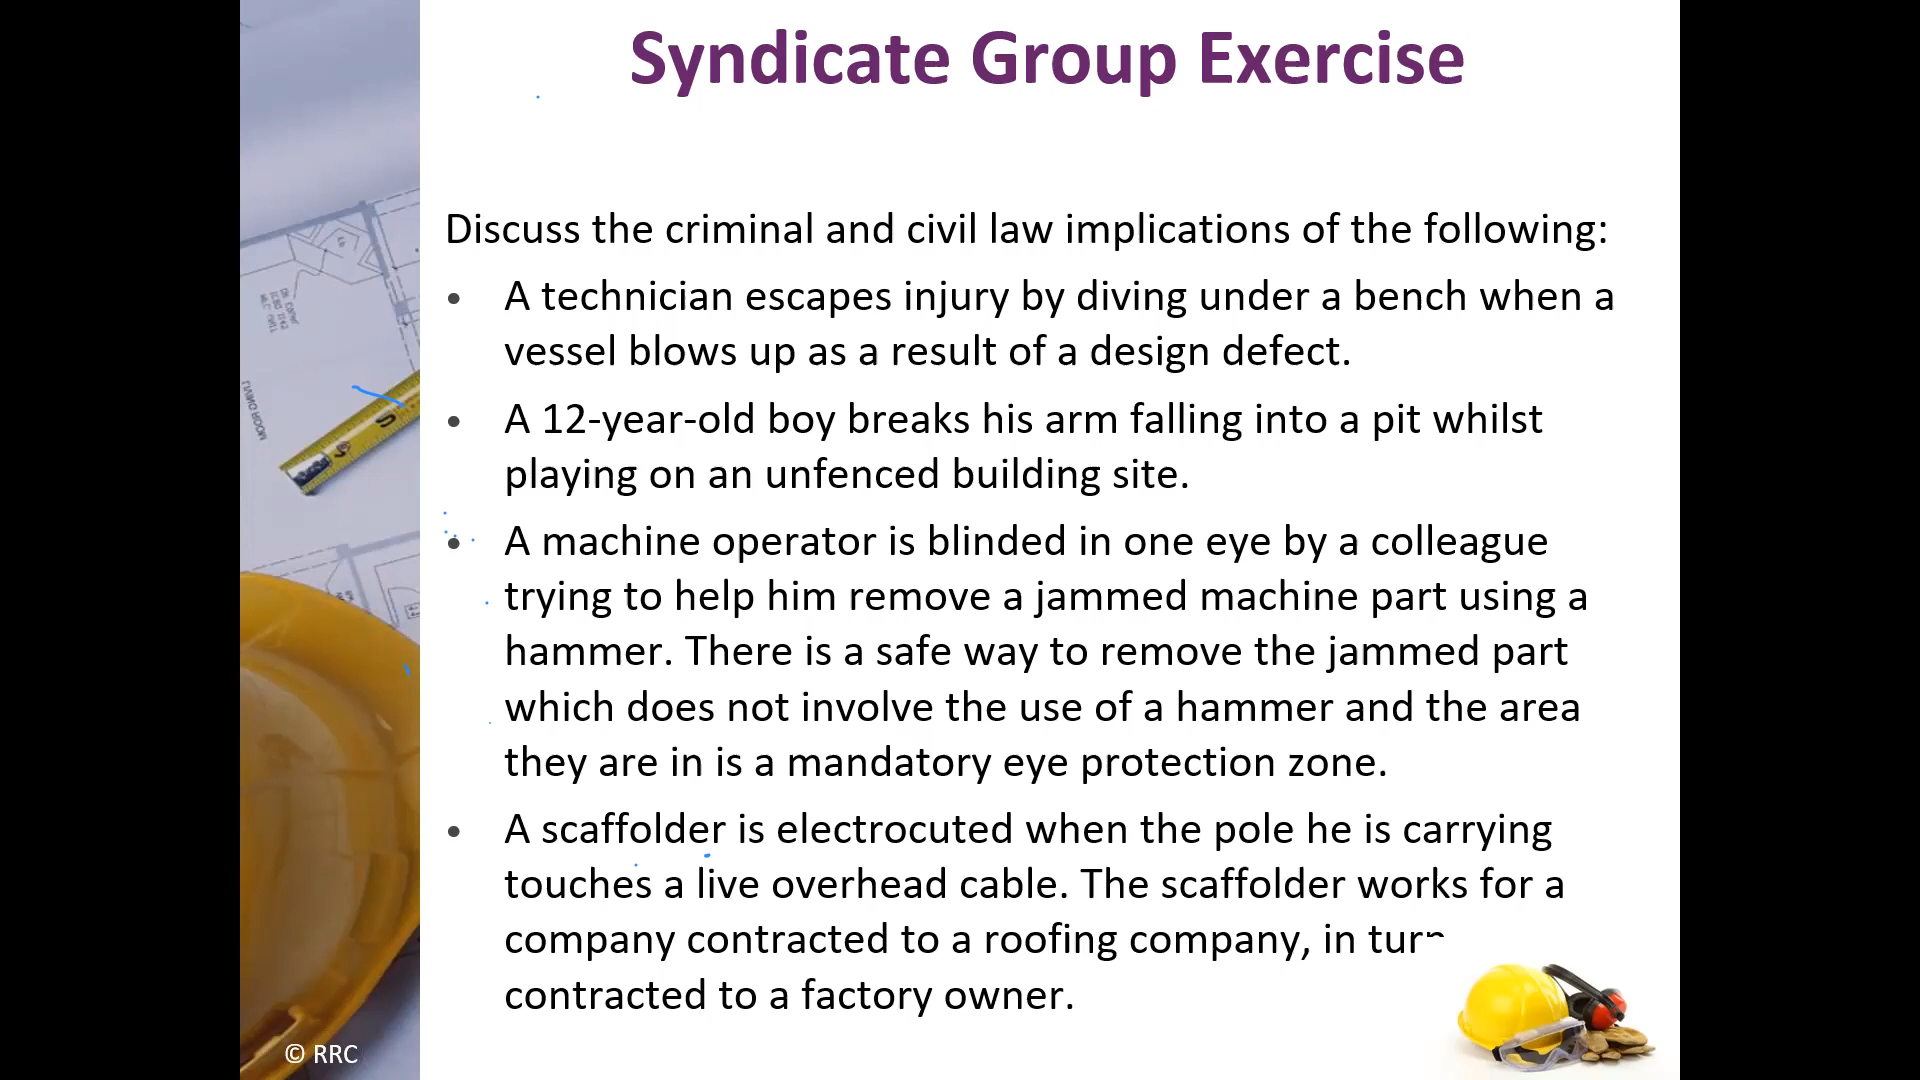 Syndicate Group Exercise
Discuss the criminal and civil law implications of the following:
• A technician escapes injury by diving under a bench when a
vessel blows up as a result of a design defect.
• A 12-year-old boy breaks his arm falling into a pit whilst
playing on an unfenced building site.
• A machine operator is blinded in one eye by a colleague
trying to help him remove a jammed machine part using a
hammer. There is a safe way to remove the jammed part
which does not involve the use of a hammer and the area
they are in is a mandatory eye protection zone.
• A scaffolder is electrocuted when the pole he is carrying
touches a live overhead cable. The scaffolder works for a
company contracted to a roofing company, in turn
contracted to a factory owner.
LIVING ROOM
© RRC